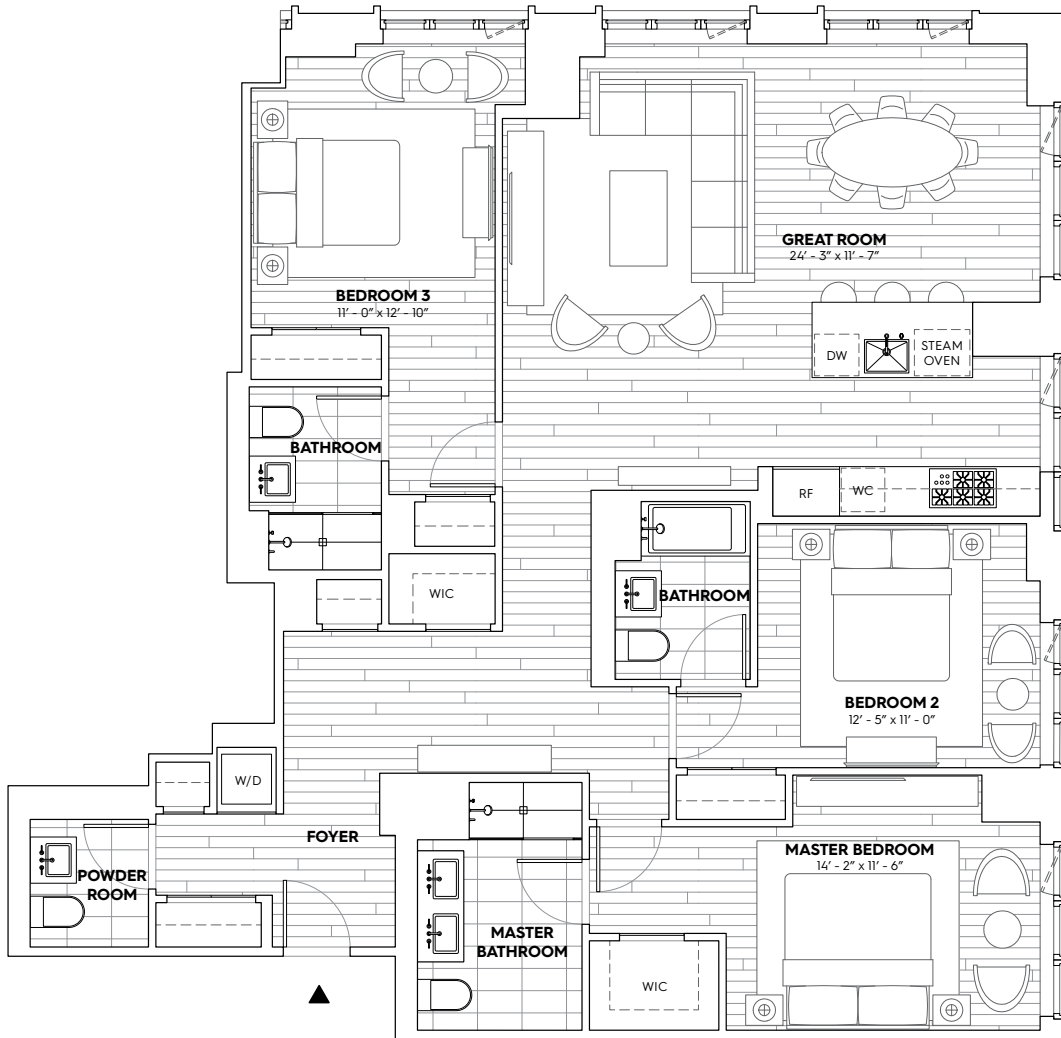 GREAT ROOM
24' - 3" x 11' - 7"
BEDROOM 3
11' - 0" x 12' - 10"
DW
STEAM
OVEN
BATHROOM
RF
WC
WIC
BATHROOM
BEDROOM 2
12' - 5" x 11' - 0"
W/D
FOYER
MASTER BEDROOM
14' - 2" x 11' - 6"
POWDER
ROOM
MASTER
BATHROOM
WIC